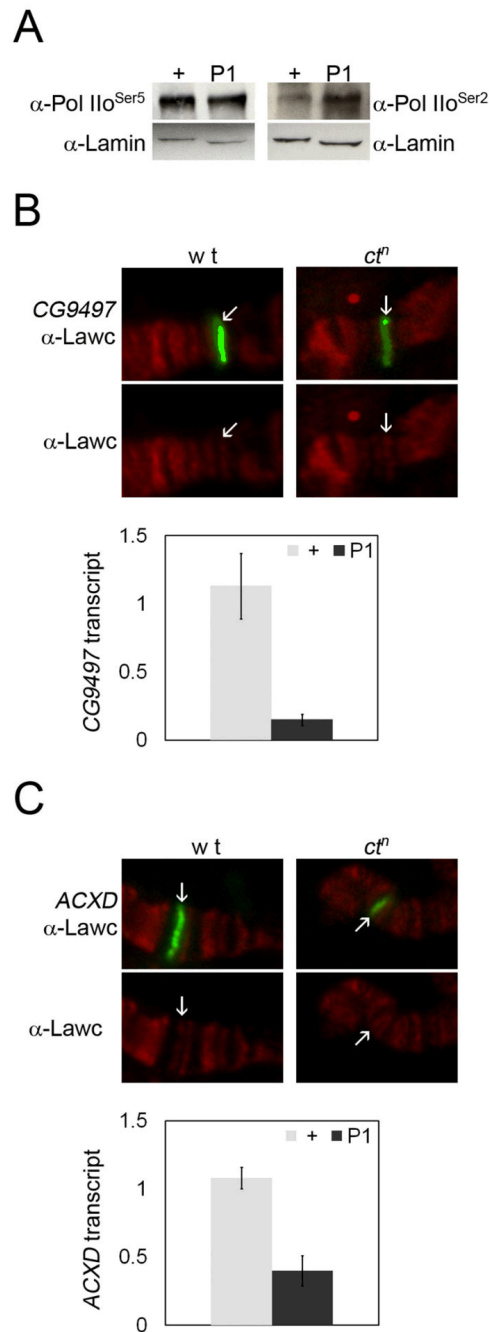 A
+ P1 + P1
α-Pol IIo^Ser5 α-Pol IIo^Ser2
α-Lamin α-Lamin
B
w t ct^n
CG9497
α-Lawc
α-Lawc
+ P1
1.5
1
0.5
0
CG9497 transcript
C
w t ct^n
ACXD
α-Lawc
α-Lawc
+ P1
1.5
1
0.5
0
ACXD transcript